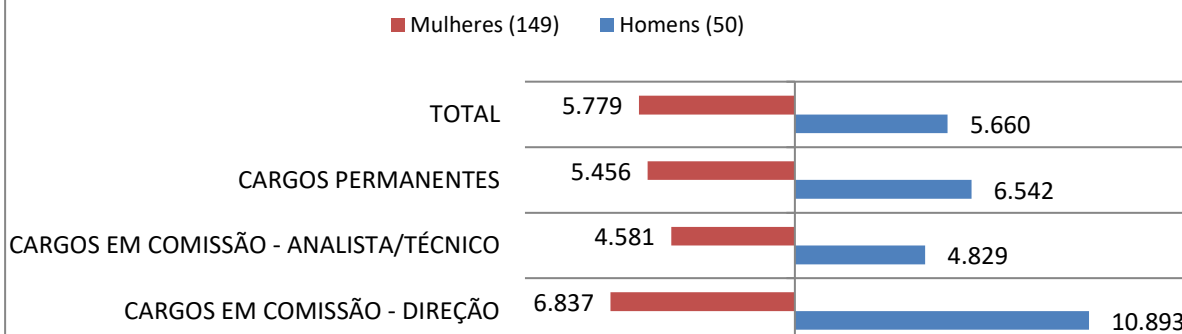 Mulheres (149) Homens (50)
TOTAL 5.779 5.660
CARGOS PERMANENTES 5.456 6.542
CARGOS EM COMISSÃO - ANALISTA/TÉCNICO 4.581 4.829
CARGOS EM COMISSÃO - DIREÇÃO 6.837 10.893